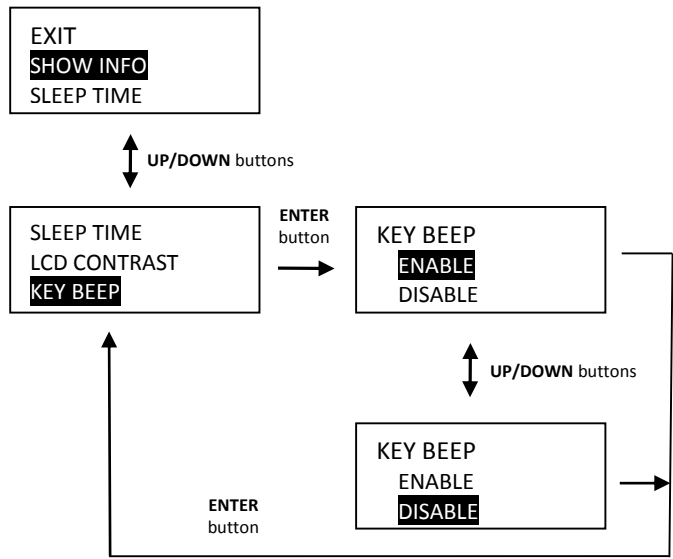 EXIT
SHOW INFO
SLEEP TIME
UP/DOWN buttons
SLEEP TIME
LCD CONTRAST
KEY BEEP
ENTER
button
KEY BEEP
ENABLE
DISABLE
UP/DOWN buttons
KEY BEEP
ENABLE
DISABLE
ENTER
button